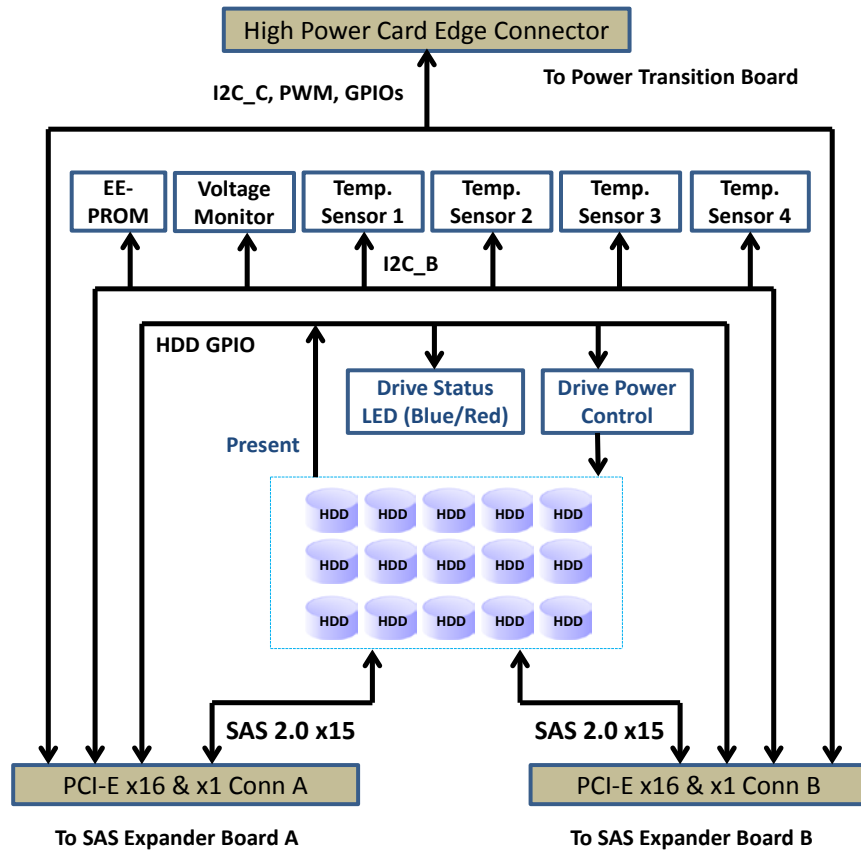 High Power Card Edge Connector
To Power Transition Board
I2C_C, PWM, GPIOs
EE-
PROM
Voltage
Monitor
Temp.
Sensor 1
Temp.
Sensor 2
Temp.
Sensor 3
Temp.
Sensor 4
I2C_B
HDD GPIO
Drive Status
LED (Blue/Red)
Drive Power
Control
Present
HDD HDD HDD HDD HDD
HDD HDD HDD HDD HDD
HDD HDD HDD HDD HDD
SAS 2.0 x15
SAS 2.0 x15
PCI-E x16 & x1 Conn A
PCI-E x16 & x1 Conn B
To SAS Expander Board A
To SAS Expander Board B